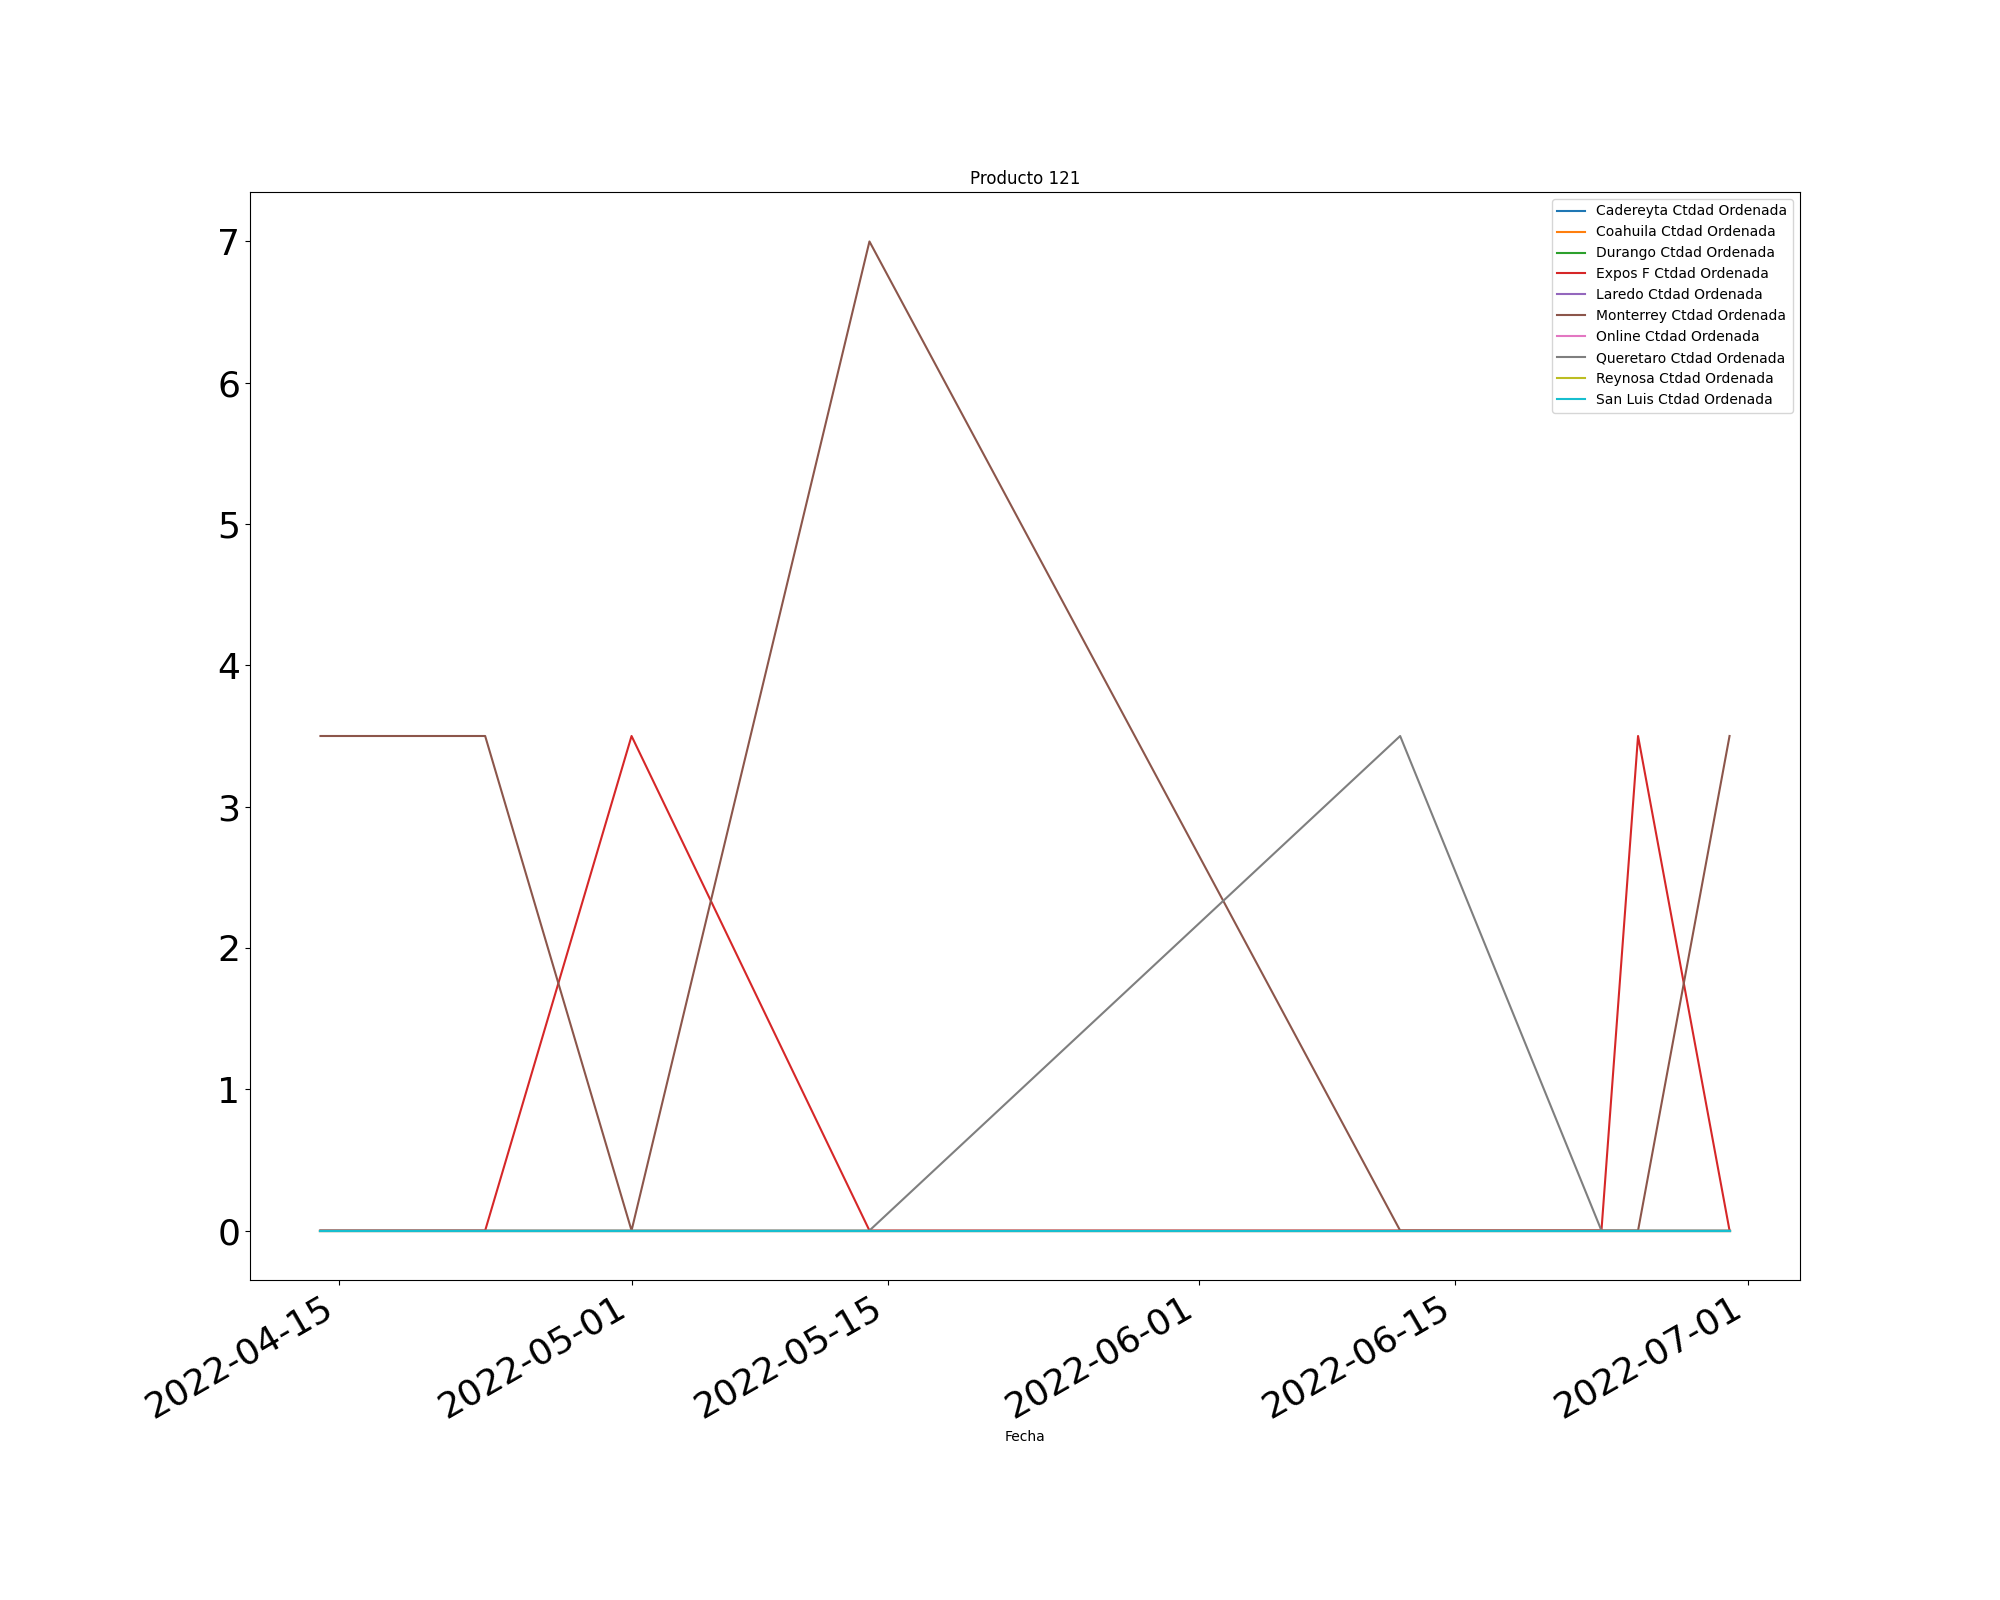 Producto 121
Cadereyta Ctdad Ordenada
Coahuila Ctdad Ordenada
Durango Ctdad Ordenada
Expos F Ctdad Ordenada
Laredo Ctdad Ordenada
Monterrey Ctdad Ordenada
Online Ctdad Ordenada
Queretaro Ctdad Ordenada
Reynosa Ctdad Ordenada
San Luis Ctdad Ordenada
7
6
5
4
3
2
1
0
2022-04-15
2022-05-01
2022-05-15
2022-06-01
2022-06-15
2022-07-01
Fecha